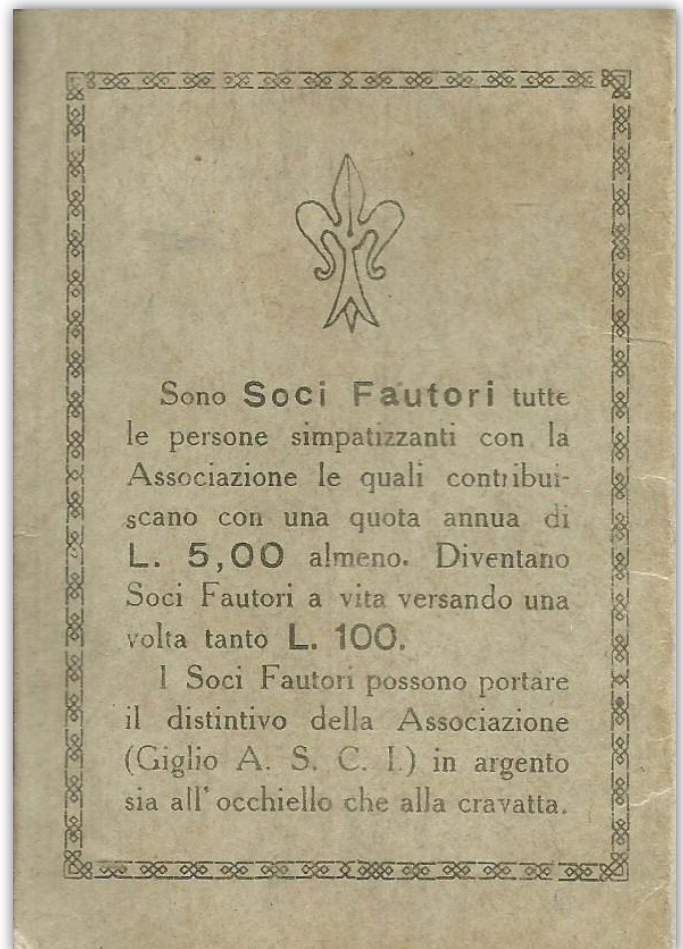 Sono Soci Fautori tutte
le persone simpatizzanti con la
Associazione le quali contribui-
scano con una quota annua di
L. 5,00 almeno. Diventano
Soci Fautori a vita versando una
volta tanto L. 100.
I Soci Fautori possono portare
il distintivo della Associazione
(Giglio A. S. C. I.) in argento
sia all' occhiello che alla cravatta.